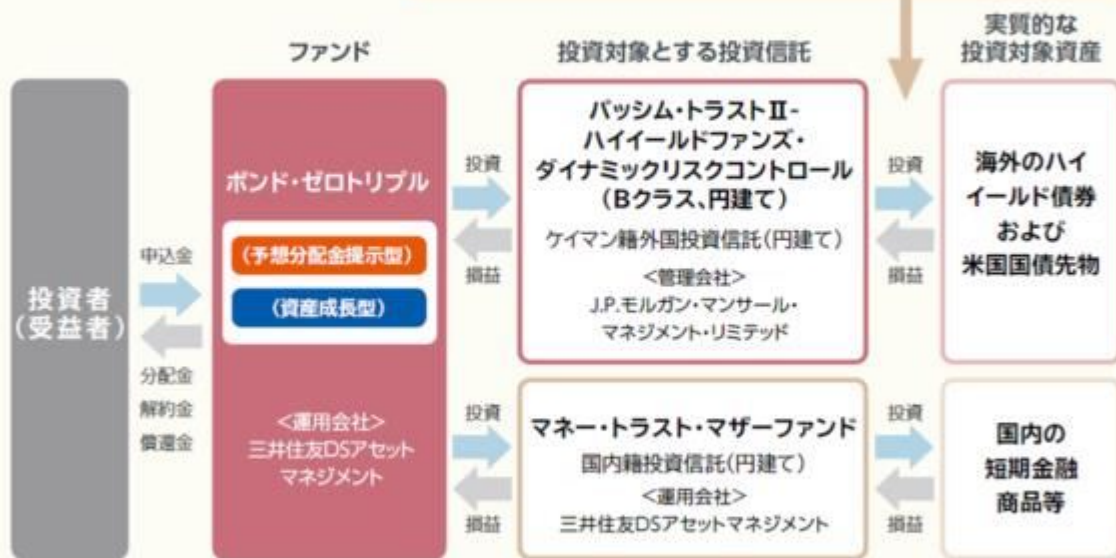 ファンド
投資対象とする投資信託
実質的な
投資対象資産
投資者
(受益者)
申込金
分配金
解約金
償還金
ボンド・ゼロトリプル
(予想分配金提示型)
(資産成長型)
<運用会社>
三井住友DSアセット
マネジメント
投資
損益
投資
損益
パッシム・トラストⅡ-
ハイイールドファンズ・
ダイナミックリスクコントロール
(Bクラス、円建て)
ケイマン籍外国投資信託(円建て)
<管理会社>
J.P.モルガン・マンサール・
マネジメント・リミテッド
マネー・トラスト・マザーファンド
国内籍投資信託(円建て)
<運用会社>
三井住友DSアセットマネジメント
投資
損益
投資
損益
海外のハイ
イールド債券
および
米国国債先物
国内の
短期金融
商品等